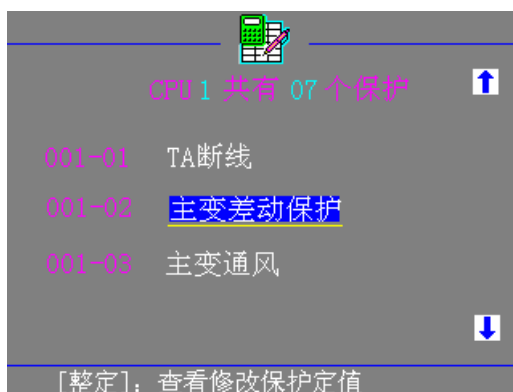 CPU 1 共有 07 个保护
001-01 TA断线
001-02 主变差动保护
001-03 主变通风
[整定]: 查看修改保护定值